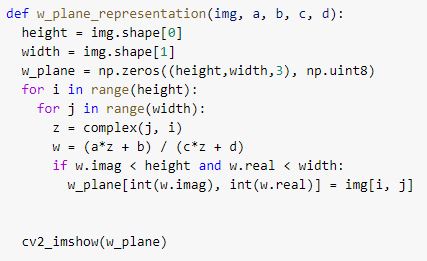 def w_plane_representation(img, a, b, c, d):
  height = img.shape[0]
  width = img.shape[1]
  w_plane = np.zeros((height,width,3), np.uint8)
  for i in range(height):
    for j in range(width):
      z = complex(j, i)
      w = (a*z + b) / (c*z + d)
      if w.imag < height and w.real < width:
        w_plane[int(w.imag), int(w.real)] = img[i, j]
  cv2_imshow(w_plane)